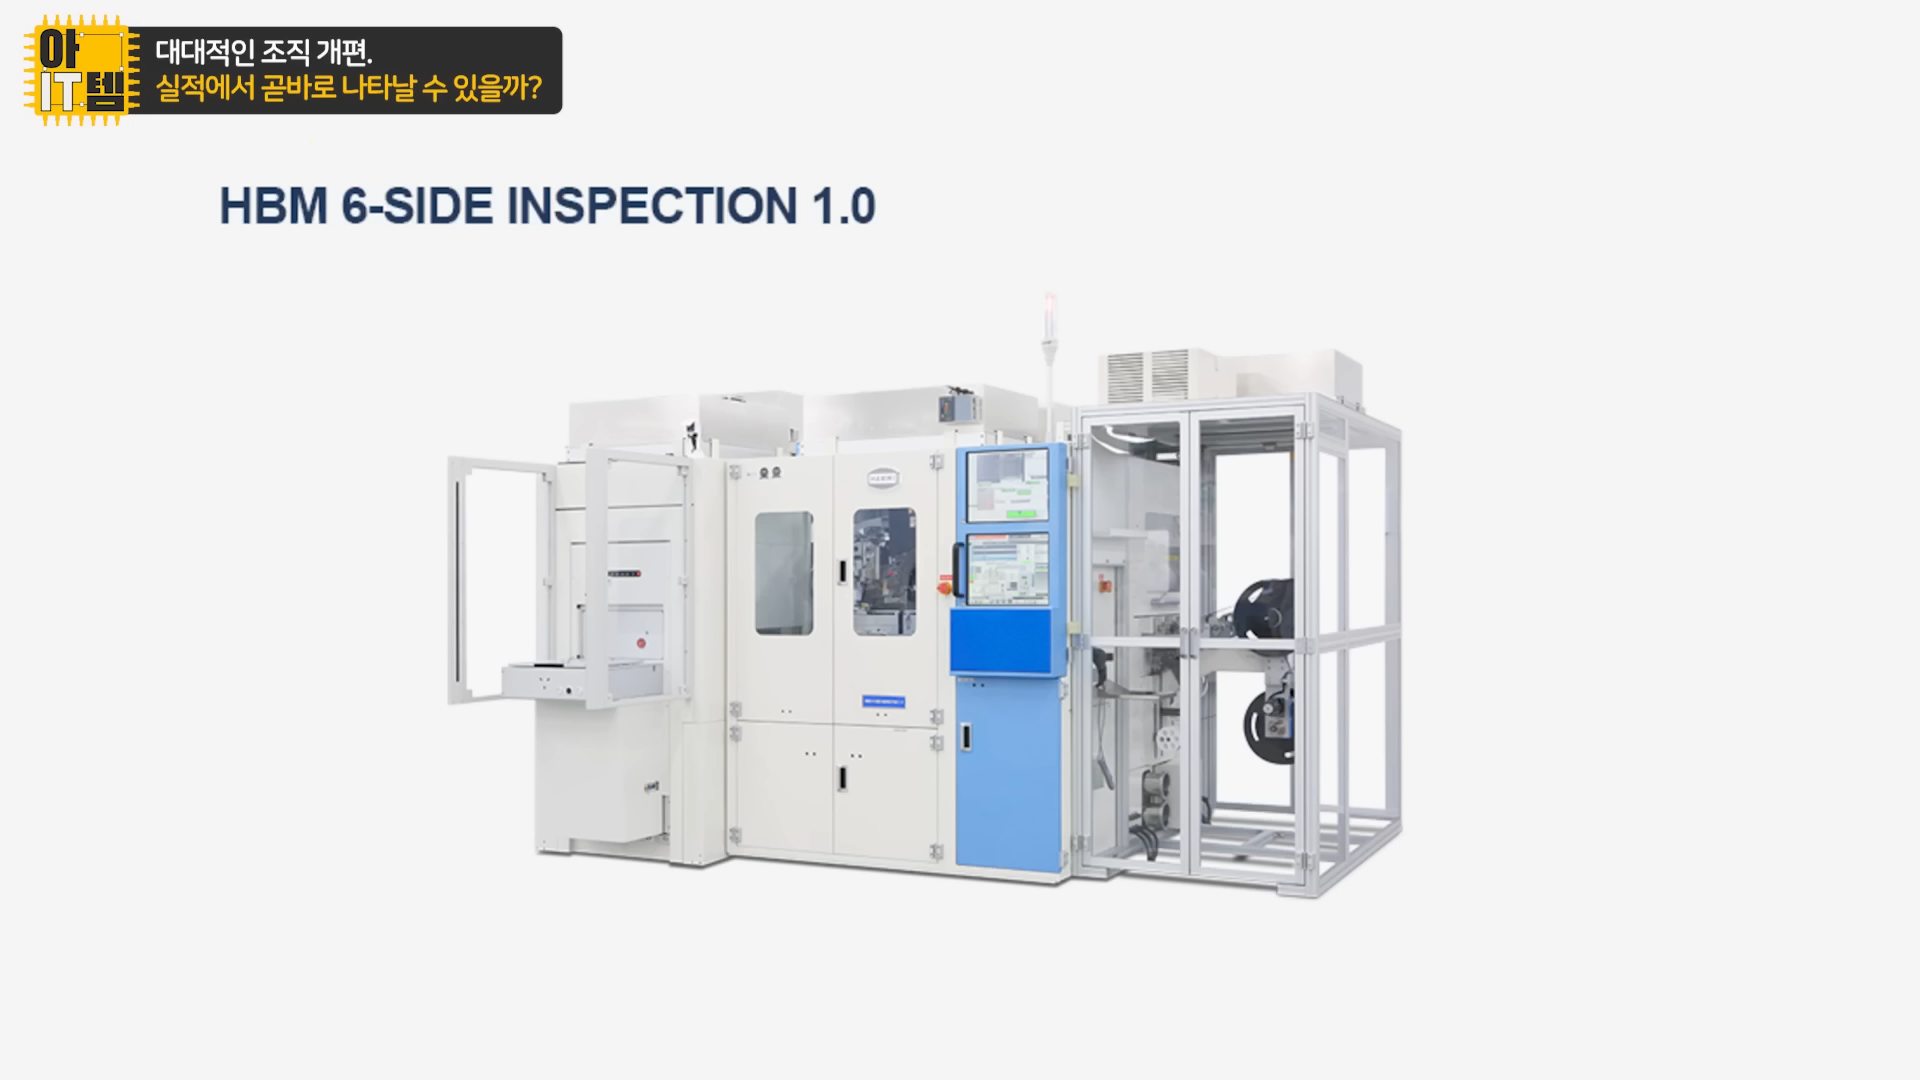 아
IT템
대대적인 조직 개편.
실적에서 곧바로 나타날 수 있을까?
HBM 6-SIDE INSPECTION 1.0